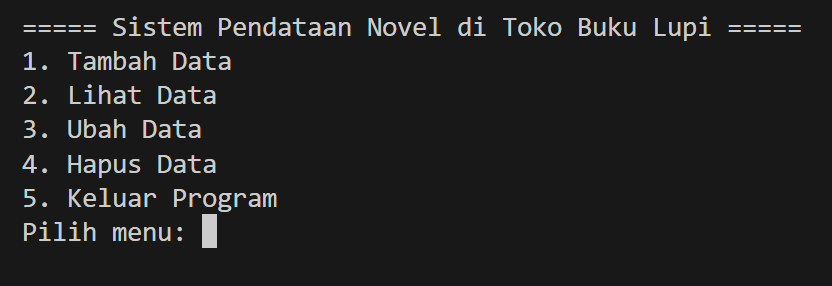 ===== Sistem Pendataan Novel di Toko Buku Lupi =====
1. Tambah Data
2. Lihat Data
3. Ubah Data
4. Hapus Data
5. Keluar Program
Pilih menu: